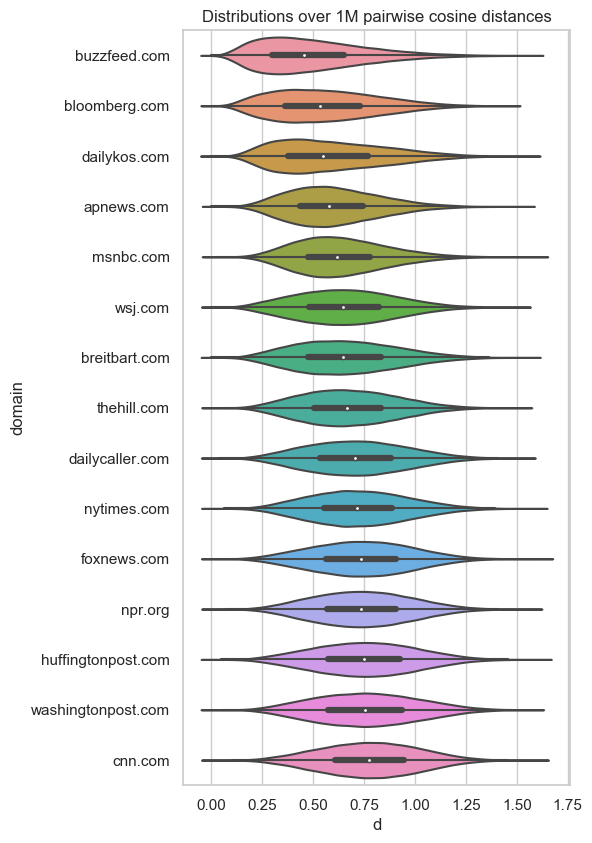 Distributions over 1M pairwise cosine distances
buzzfeed.com
bloomberg.com
dailykos.com
apnews.com
msnbc.com
wsj.com
breitbart.com
thehill.com
dailycaller.com
nytimes.com
foxnews.com
npr.org
huffingtonpost.com
washingtonpost.com
cnn.com
domain
0.00 0.25 0.50 0.75 1.00 1.25 1.50 1.75
d